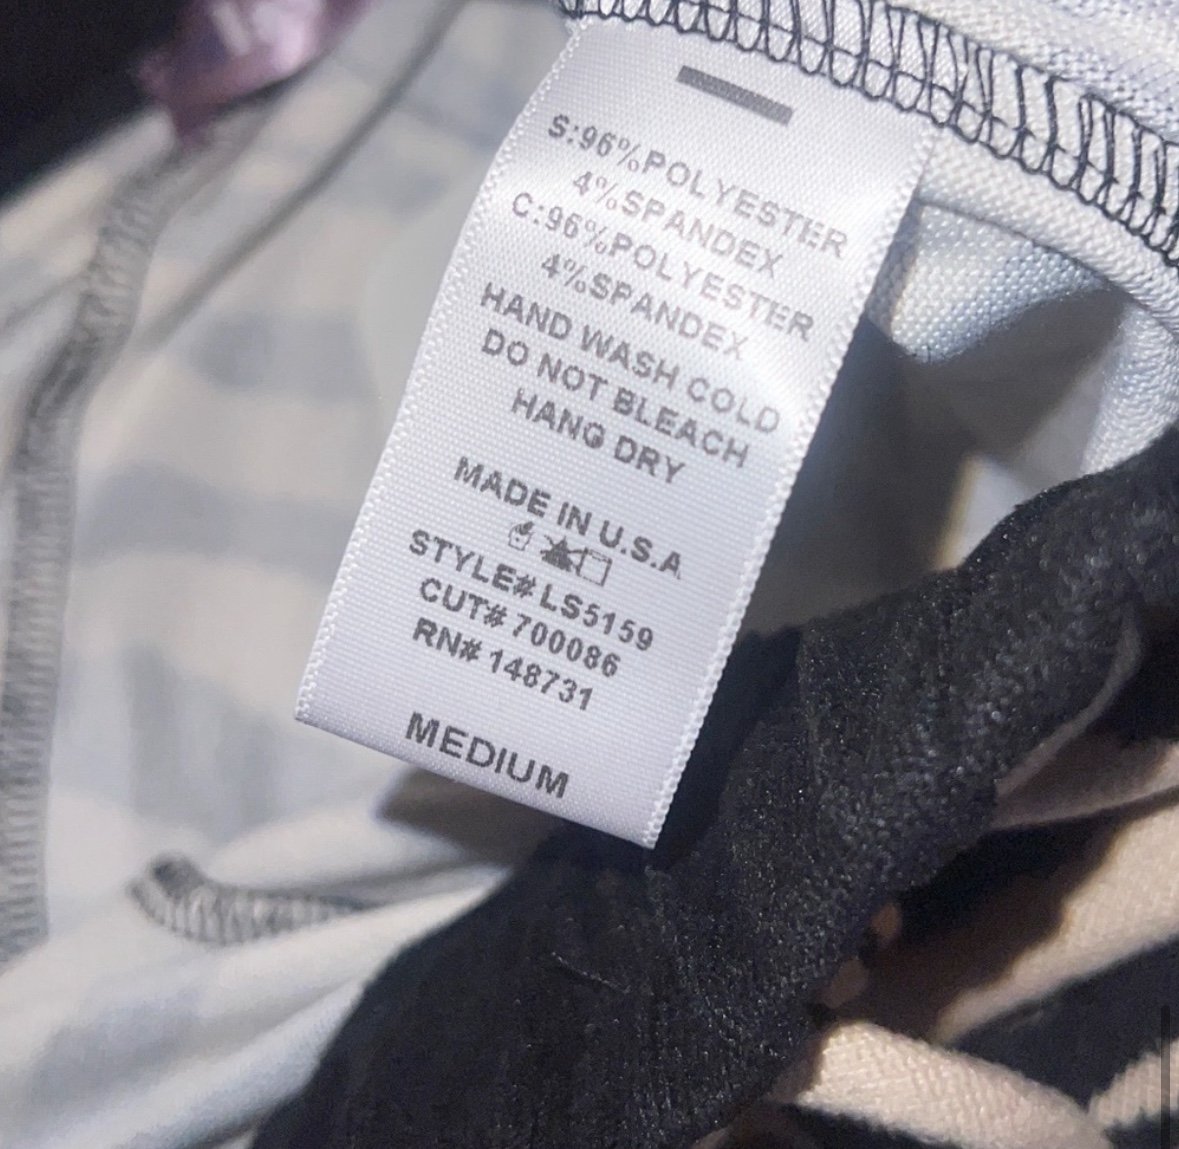 S:96%POLYESTER
4%SPANDEX
C:96%POLYESTER
4%SPANDEX
HAND WASH COLD
DO NOT BLEACH
HANG DRY
MADE IN U.S.A
STYLE# LS5159
CUT# 700086
RN# 148731
MEDIUM